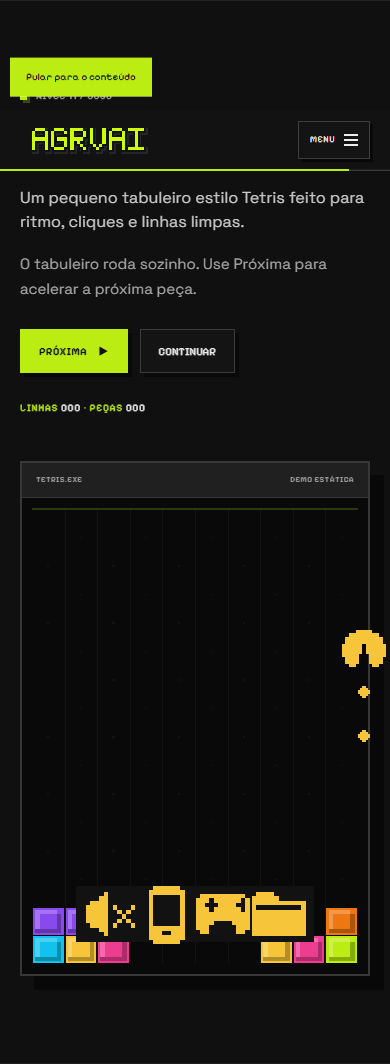 Pular para o conteúdo
AGRVAI
MENU
Um pequeno tabuleiro estilo Tetris feito para
ritmo, cliques e linhas limpas.
O tabuleiro roda sozinho. Use Próxima para
acelerar a próxima peça.
PRÓXIMA
CONTINUAR
LINHAS 000 · PEÇAS 000
TETRIS.EXE
DEMO ESTÁTICA